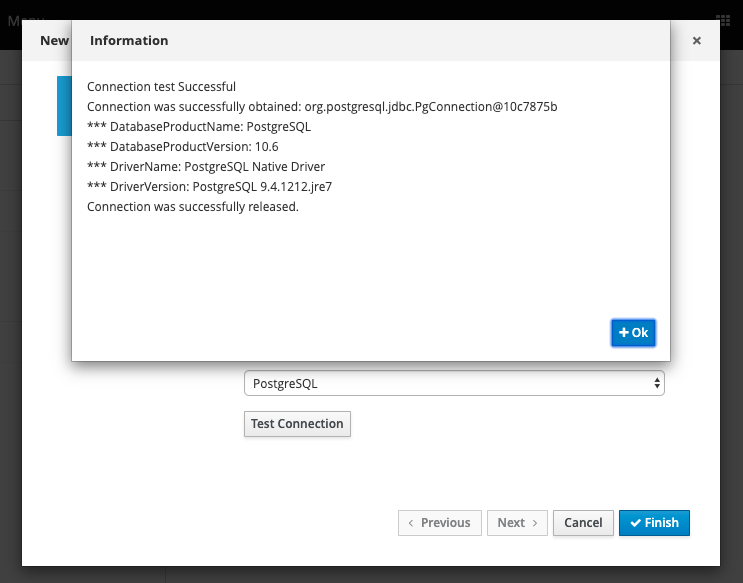 Menu
New
Information
×
Connection test Successful
Connection was successfully obtained: org.postgresql.jdbc.PgConnection@10c7875b
*** DatabaseProductName: PostgreSQL
*** DatabaseProductVersion: 10.6
*** DriverName: PostgreSQL Native Driver
*** DriverVersion: PostgreSQL 9.4.1212.jre7
Connection was successfully released.
Ok
PostgreSQL
Test Connection
Previous
Next
Cancel
Finish